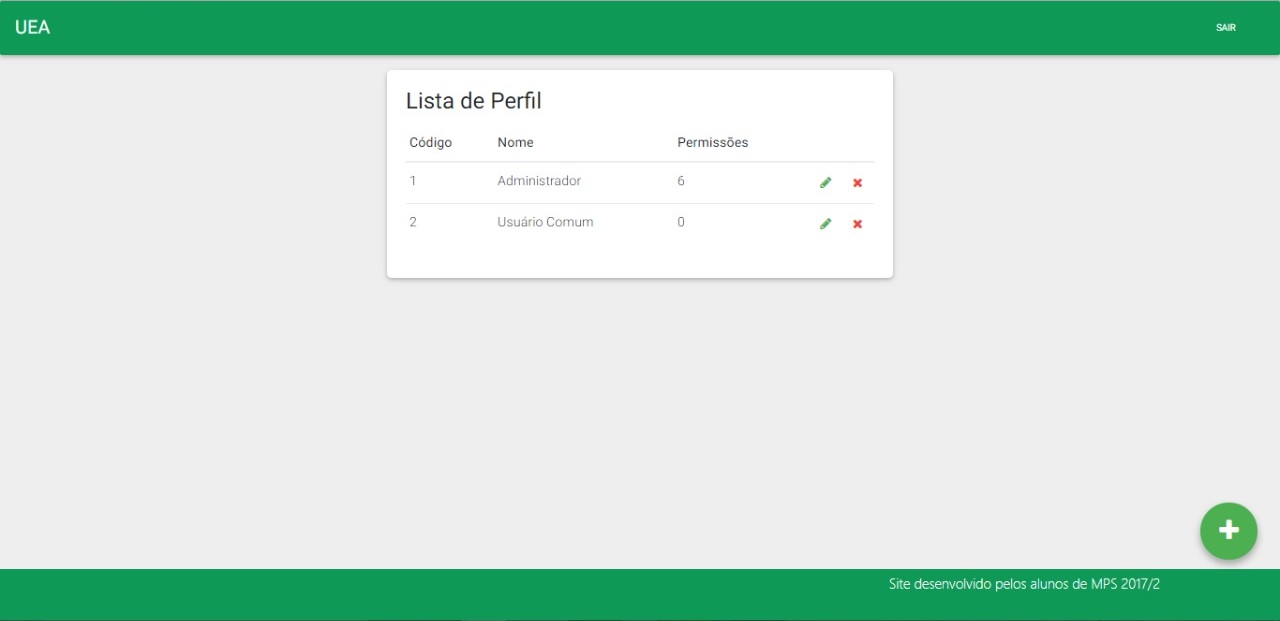 UEA
SAIR
Lista de Perfil
Código Nome Permissões
1 Administrador 6
2 Usuário Comum 0
Site desenvolvido pelos alunos de MPS 2017/2